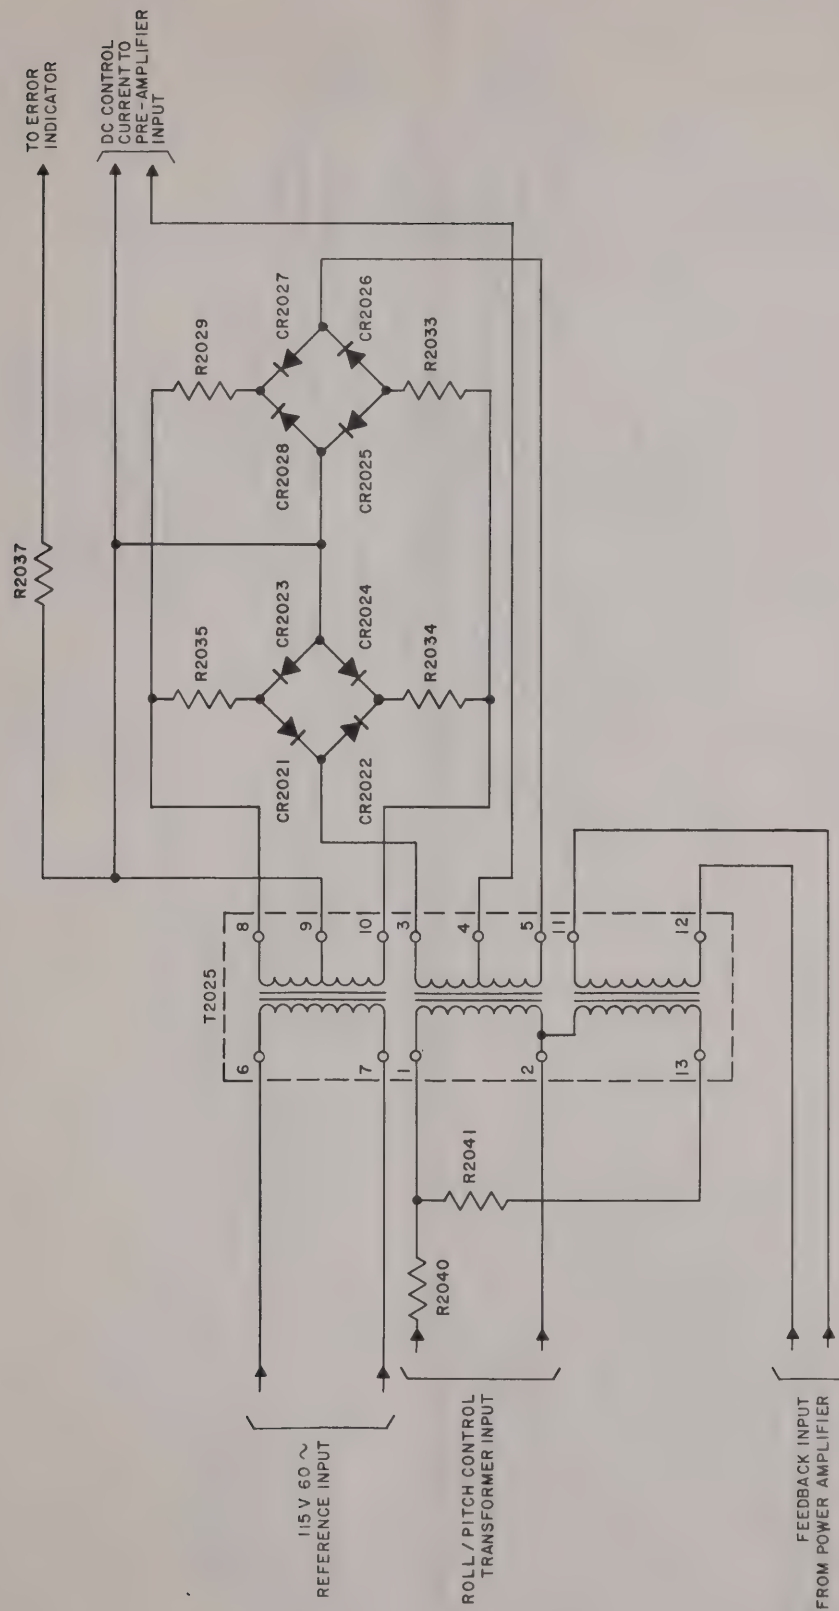 TO ERROR
INDICATOR
DC CONTROL
CURRENT TO
PRE-AMPLIFIER
INPUT
R2037
R2029
CR2027
CR2026
R2033
CR2028
CR2025
R2035
CR2023
CR2024
R2034
CR2021
CR2022
T2025
8
9
10
3
4
5
11
12
6
7
1
2
13
R2041
R2040
115 V 60 ~
REFERENCE INPUT
ROLL / PITCH CONTROL
TRANSFORMER INPUT
FEEDBACK INPUT
FROM POWER AMPLIFIER